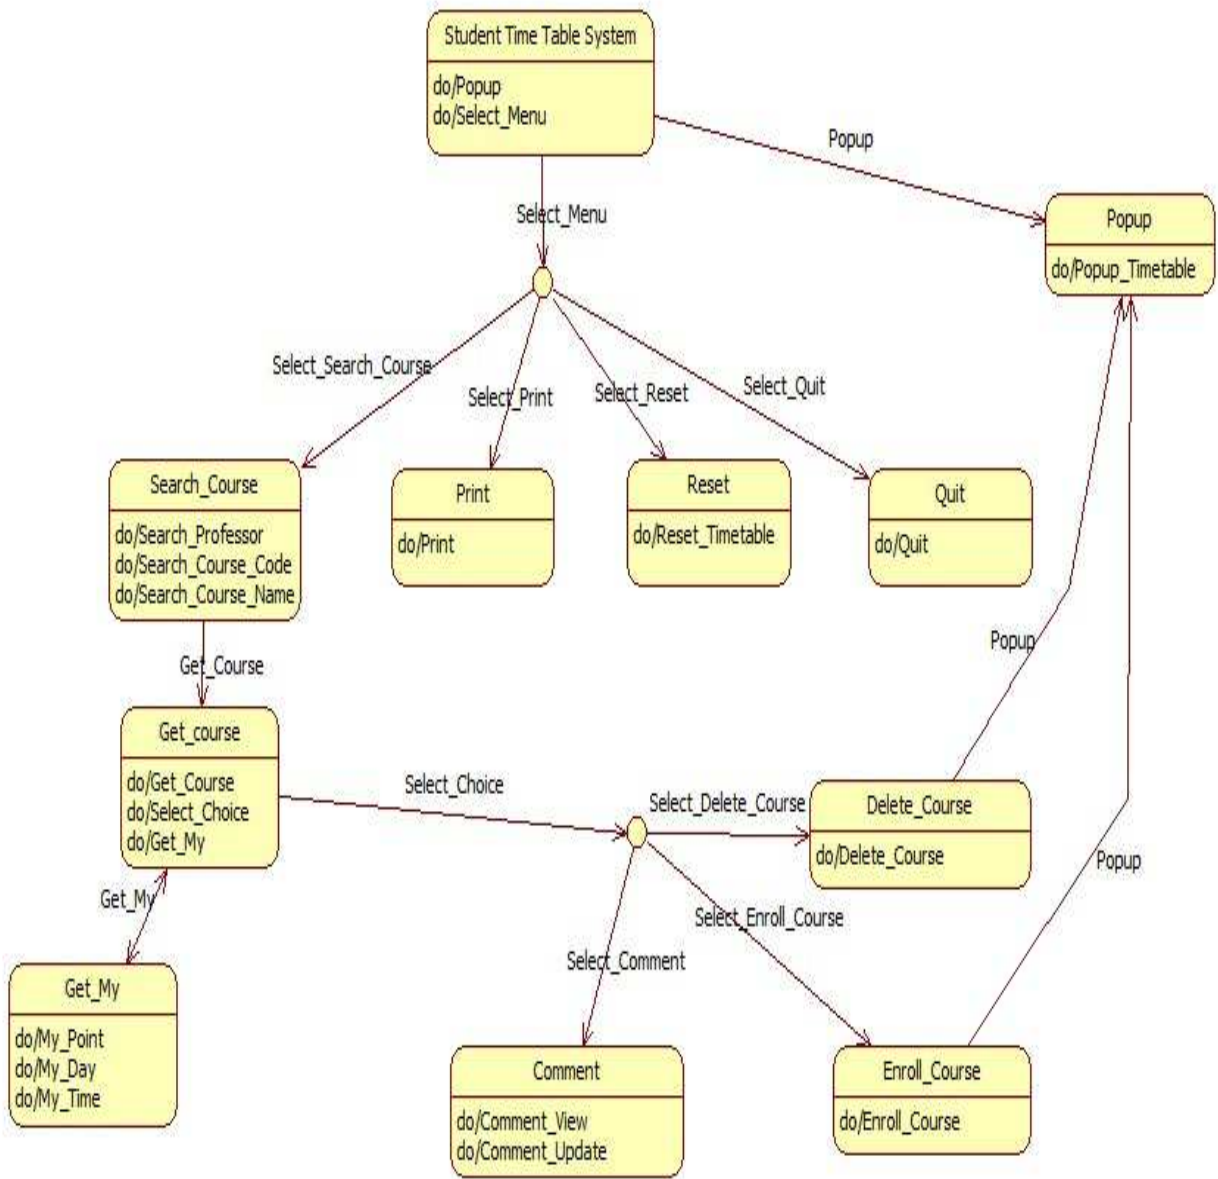 Student Time Table System
do/Popup
do/Select_Menu
Popup
Select_Menu
Popup
do/Popup_Timetable
Select_Search_Course
Select_Print
Select_Reset
Select_Quit
Search_Course
do/Search_Professor
do/Search_Course_Code
do/Search_Course_Name
Print
do/Print
Reset
do/Reset_Timetable
Quit
do/Quit
Popup
Get_Course
Get_course
do/Get_Course
do/Select_Choice
do/Get_My
Select_Choice
Select_Delete_Course
Delete_Course
do/Delete_Course
Popup
Get_My
Select_Enroll_Course
Select_Comment
Get_My
do/My_Point
do/My_Day
do/My_Time
Comment
do/Comment_View
do/Comment_Update
Enroll_Course
do/Enroll_Course